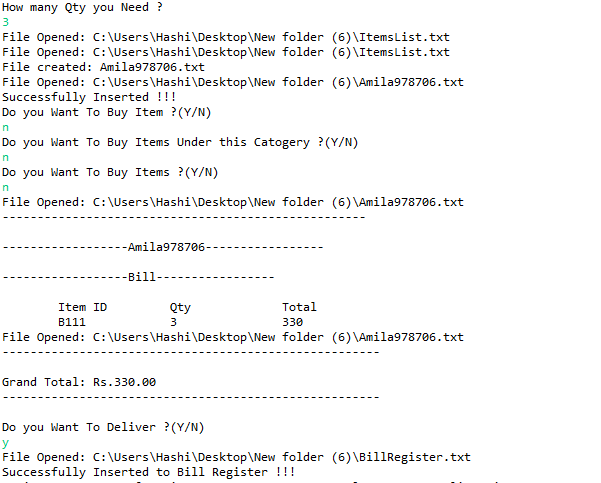 How many Qty you Need ?
3
File Opened: C:\Users\Hashi\Desktop\New folder (6)\ItemsList.txt
File Opened: C:\Users\Hashi\Desktop\New folder (6)\ItemsList.txt
File created: Amila978706.txt
File Opened: C:\Users\Hashi\Desktop\New folder (6)\Amila978706.txt
Successfully Inserted !!!
Do you Want To Buy Item ?(Y/N)
n
Do you Want To Buy Items Under this Catogery ?(Y/N)
n
Do you Want To Buy Items ?(Y/N)
n
File Opened: C:\Users\Hashi\Desktop\New folder (6)\Amila978706.txt
----------------------------------------------------
------------------Amila978706-----------------
------------------Bill-----------------
Item ID Qty Total
B111 3 330
File Opened: C:\Users\Hashi\Desktop\New folder (6)\Amila978706.txt
------------------------------------------------------
Grand Total: Rs.330.00
------------------------------------------------------
Do you Want To Deliver ?(Y/N)
y
File Opened: C:\Users\Hashi\Desktop\New folder (6)\BillRegister.txt
Successfully Inserted to Bill Register !!!